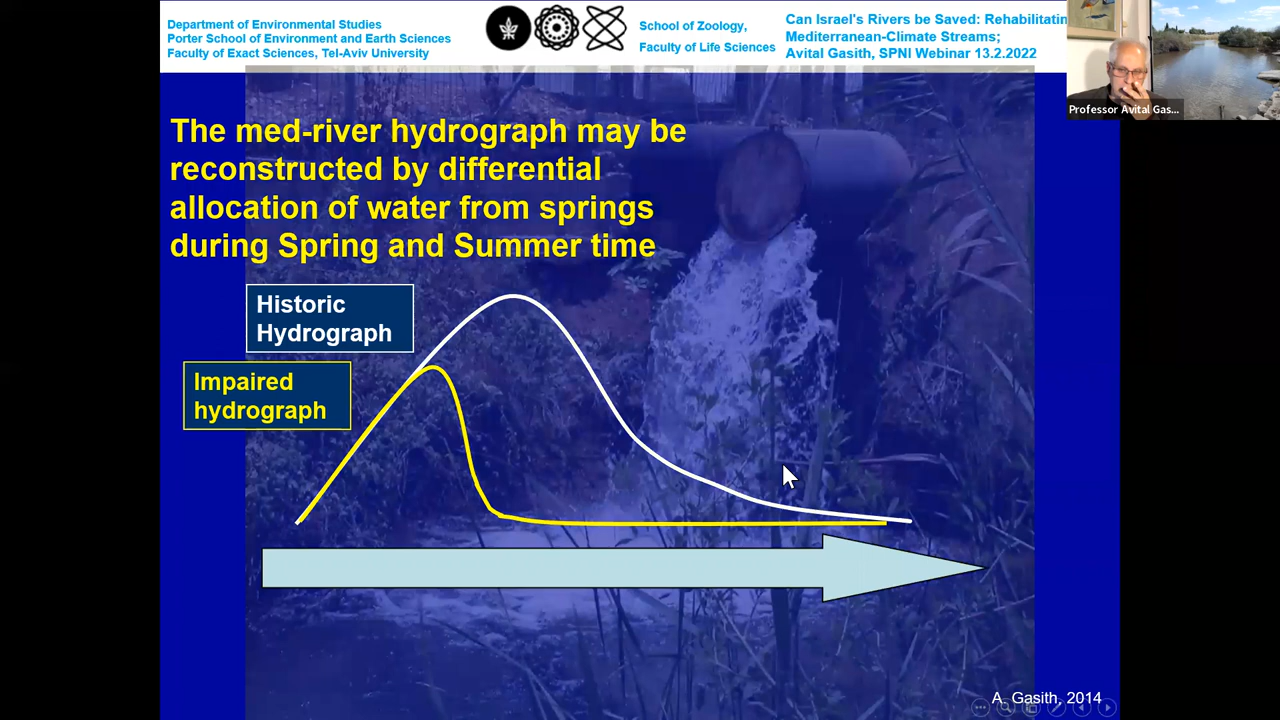 Department of Environmental Studies
Porter School of Environment and Earth Sciences
Faculty of Exact Sciences, Tel-Aviv University
School of Zoology,
Faculty of Life Sciences
Can Israel's Rivers be Saved: Rehabilitatin
Mediterranean-Climate Streams;
Avital Gasith, SPNI Webinar 13.2.2022
Professor Avital Gas...
The med-river hydrograph may be
reconstructed by differential
allocation of water from springs
during Spring and Summer time
Historic
Hydrograph
Impaired
hydrograph
A. Gasith, 2014